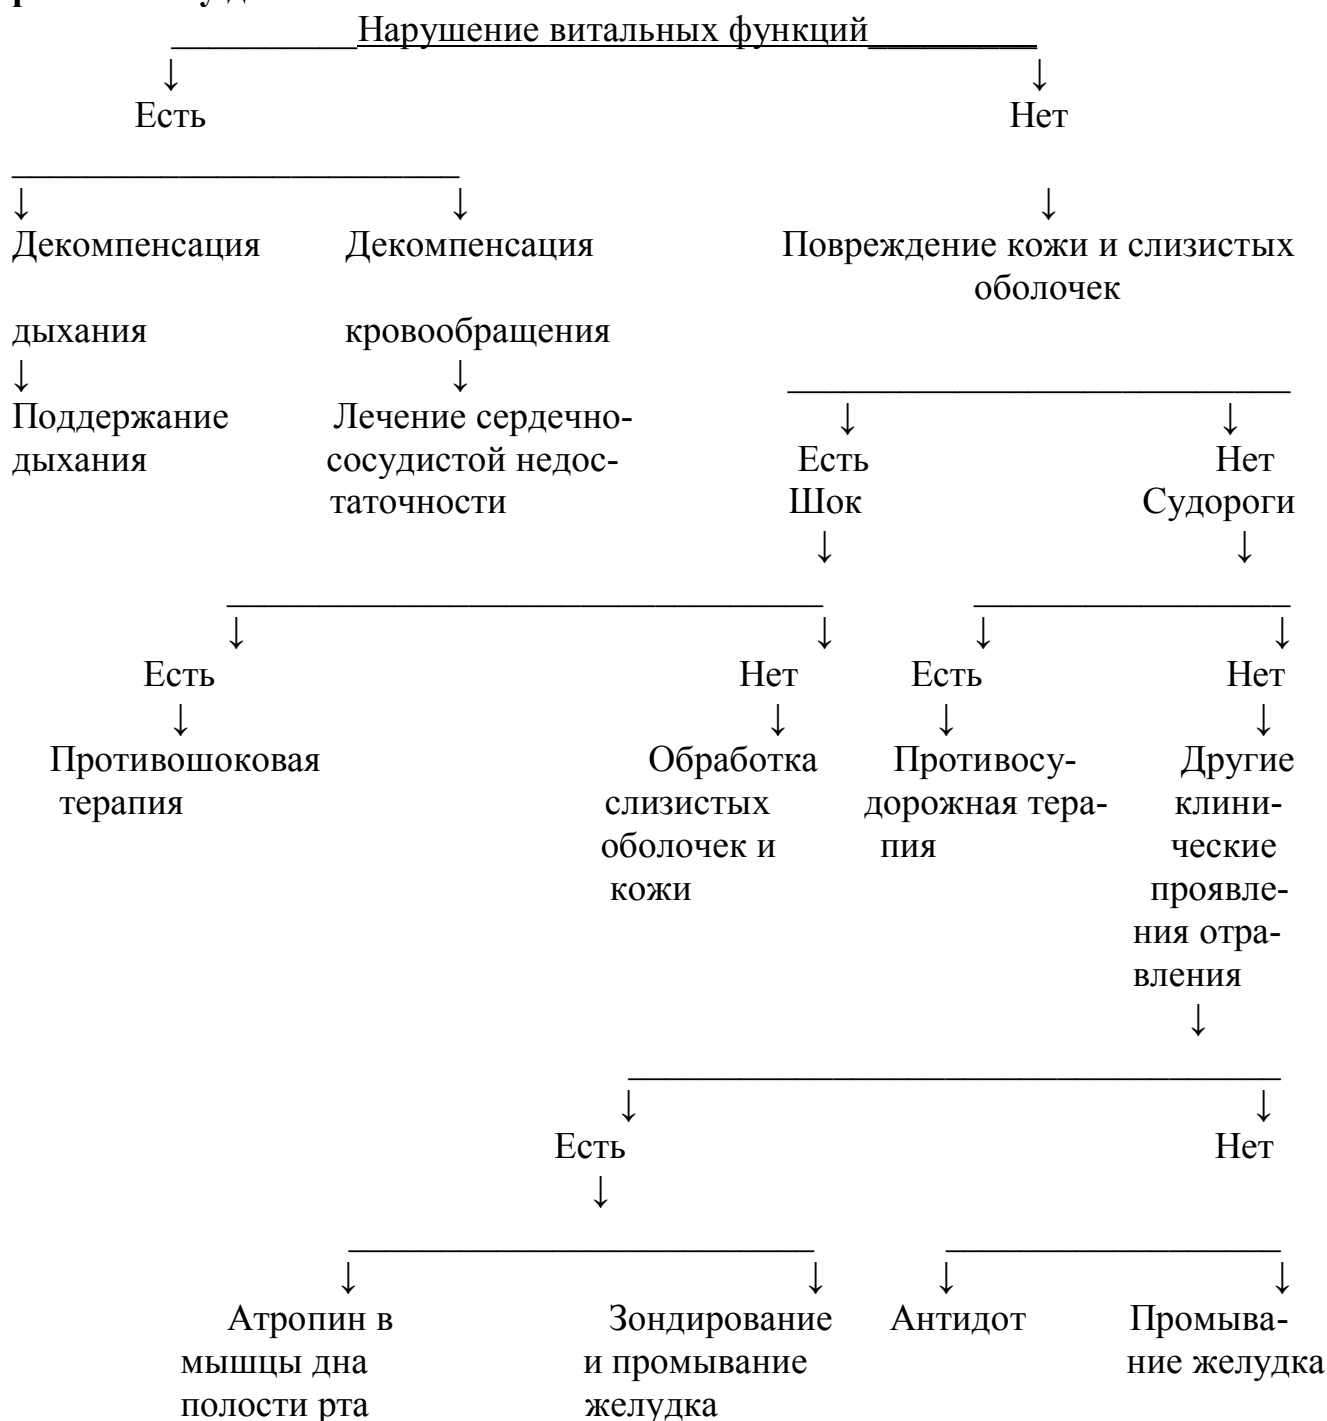 Нарушение витальных функций
↓ ↓
Есть Нет
↓ ↓ ↓
Декомпенсация Декомпенсация Повреждение кожи и слизистых
оболочек
дыхания кровообращения
↓ ↓
Поддержание Лечение сердечно- ↓ ↓
дыхания сосудистой недос- Есть Нет
таточности Шок Судороги
↓ ↓
↓ ↓ ↓ ↓
Есть Нет Есть Нет
↓ ↓ ↓ ↓
Противошоковая Обработка Противосу- Другие
терапия слизистых дорожная тера- клини-
оболочек и пия ческие
кожи проявле-
ния отра-
вления
↓
↓ ↓
Есть Нет
↓
↓ ↓ ↓ ↓
Атропин в Зондирование Антидот Промыва-
мышцы дна и промывание ние желудка
полости рта желудка